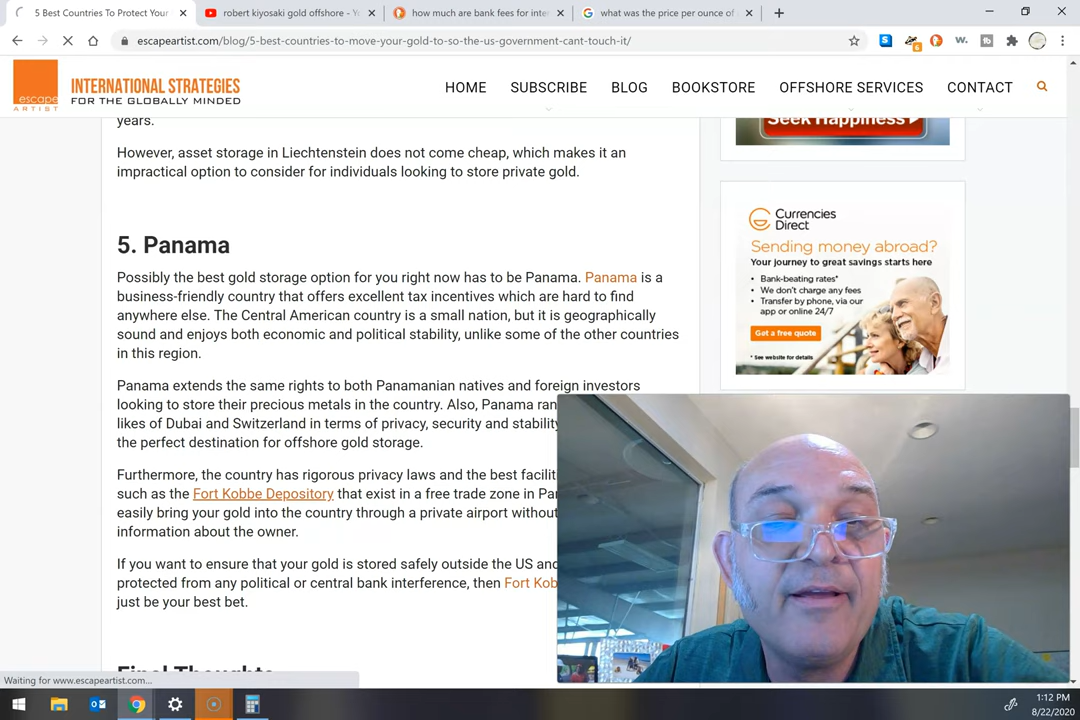 5 Best Countries To Protect Your
robert kiyosaki gold offshore - Yo
how much are bank fees for inte
what was the price per ounce of
escapeartist.com/blog/5-best-countries-to-move-your-gold-to-so-the-us-government-cant-touch-it/
escape
ARTIST
INTERNATIONAL STRATEGIES
FOR THE GLOBALLY MINDED
HOME
SUBSCRIBE
BLOG
BOOKSTORE
OFFSHORE SERVICES
CONTACT
years.
However, asset storage in Liechtenstein does not come cheap, which makes it an
impractical option to consider for individuals looking to store private gold.
5. Panama
Possibly the best gold storage option for you right now has to be Panama. Panama is a
business-friendly country that offers excellent tax incentives which are hard to find
anywhere else. The Central American country is a small nation, but it is geographically
sound and enjoys both economic and political stability, unlike some of the other countries
in this region.
Panama extends the same rights to both Panamanian natives and foreign investors
looking to store their precious metals in the country. Also, Panama ran
likes of Dubai and Switzerland in terms of privacy, security and stability
the perfect destination for offshore gold storage.
Furthermore, the country has rigorous privacy laws and the best facilit
such as the Fort Kobbe Depository that exist in a free trade zone in Pa
easily bring your gold into the country through a private airport without
information about the owner.
If you want to ensure that your gold is stored safely outside the US and
protected from any political or central bank interference, then Fort Kob
just be your best bet.
Final Thoughts
Seek Happiness
Currencies
Direct
Sending money abroad?
Your journey to great savings starts here
• Bank-beating rates*
• We don't charge any fees
• Transfer by phone, via our
app or online 24/7
Get a free quote
* See website for details
Waiting for www.escapeartist.com...
1:12 PM
8/22/2020